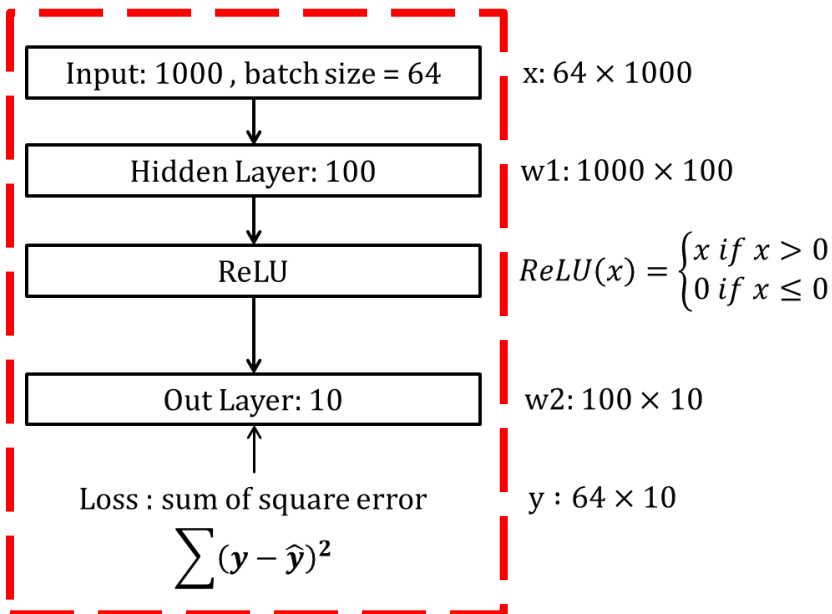 Input: 1000 , batch size = 64
x: 64 × 1000
Hidden Layer: 100
w1: 1000 × 100
ReLU
ReLU(x) = {x if x > 0
0 if x ≤ 0
Out Layer: 10
w2: 100 × 10
Loss : sum of square error
y : 64 × 10
∑(y − ŷ)²